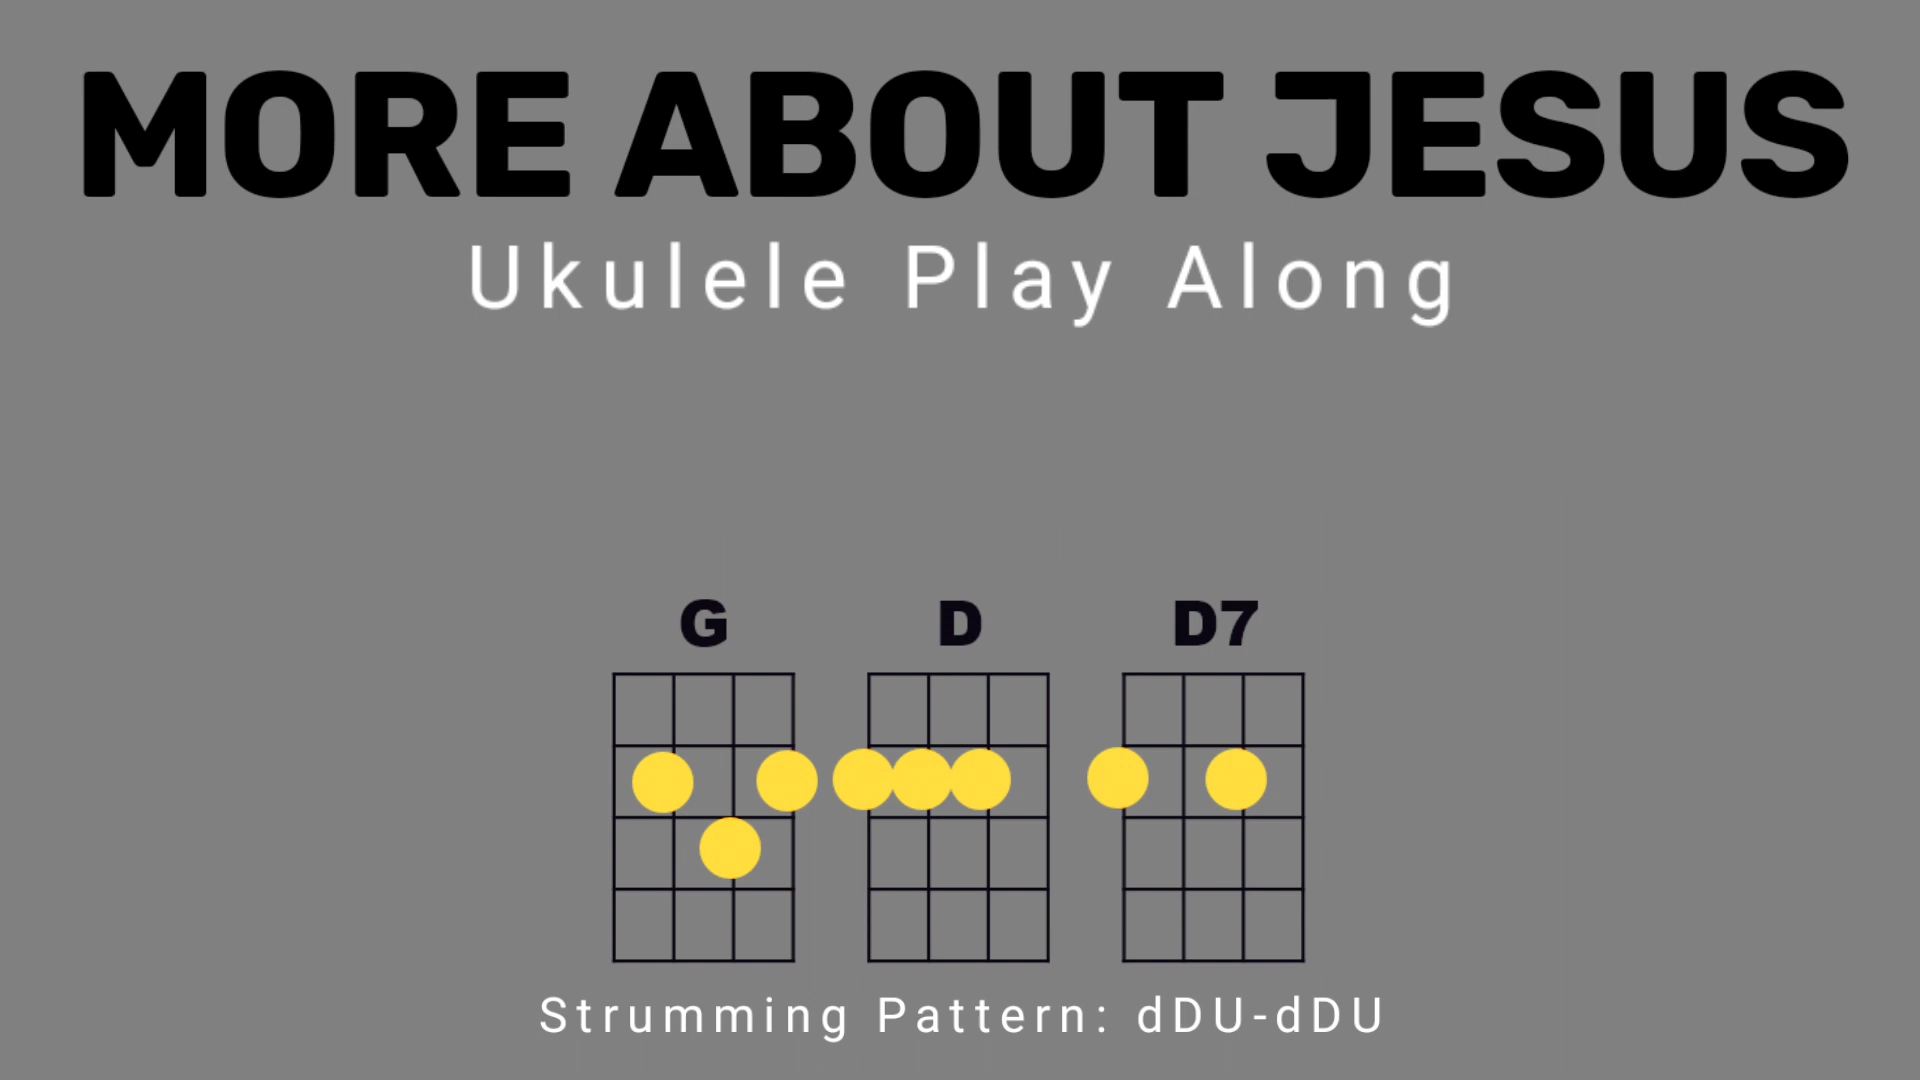 MORE ABOUT JESUS
Ukulele Play Along
G D D7
Strumming Pattern: dDU-dDU